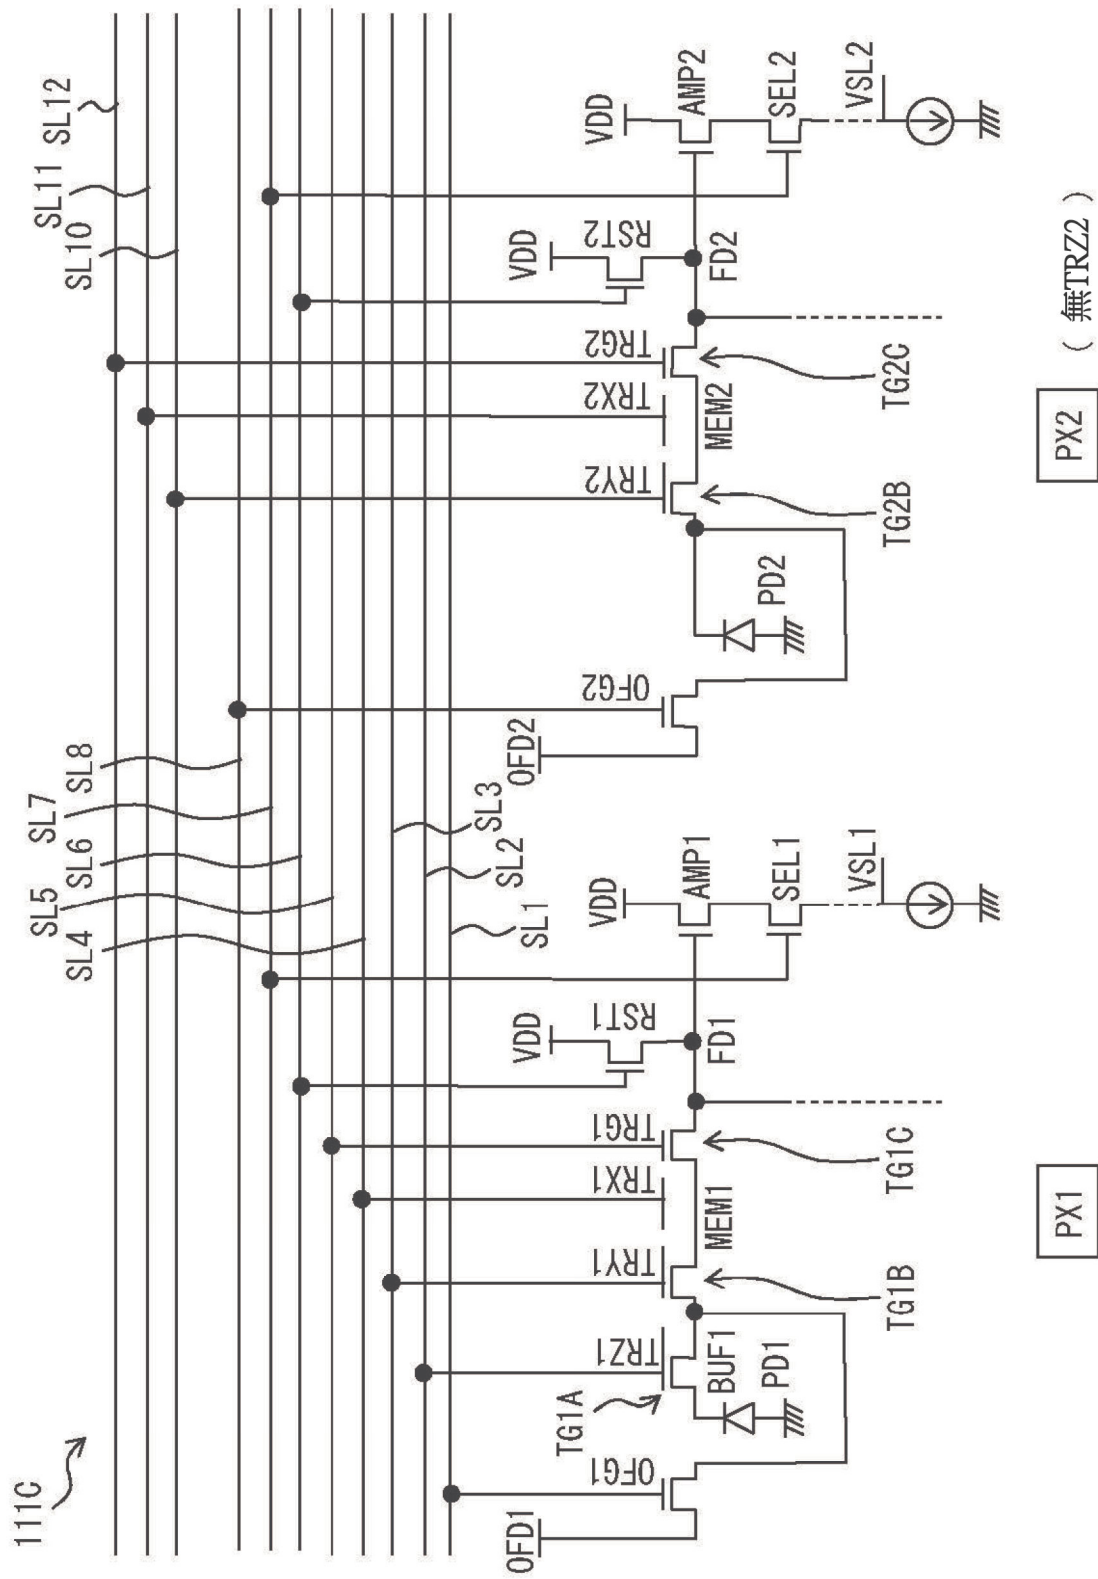 111C
SL4
SL5
SL6
SL7
SL8
SL10
SL11
SL12
SL1
SL2
SL3
OFD1
OFG1
TG1A
TRZ1
BUF1
PD1
TRY1
TG1B
TRX1
MEM1
TRG1
TG1C
VDD
RST1
FD1
VDD
AMP1
SEL1
VSL1
OFD2
OFG2
PD2
TRY2
TG2B
TRX2
MEM2
TRG2
TG2C
VDD
RST2
FD2
VDD
AMP2
SEL2
VSL2
PX1
PX2
( 無TRZ2 )